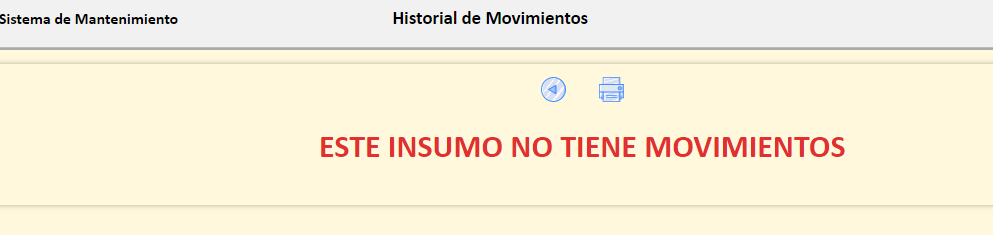 Sistema de Mantenimiento
Historial de Movimientos
ESTE INSUMO NO TIENE MOVIMIENTOS